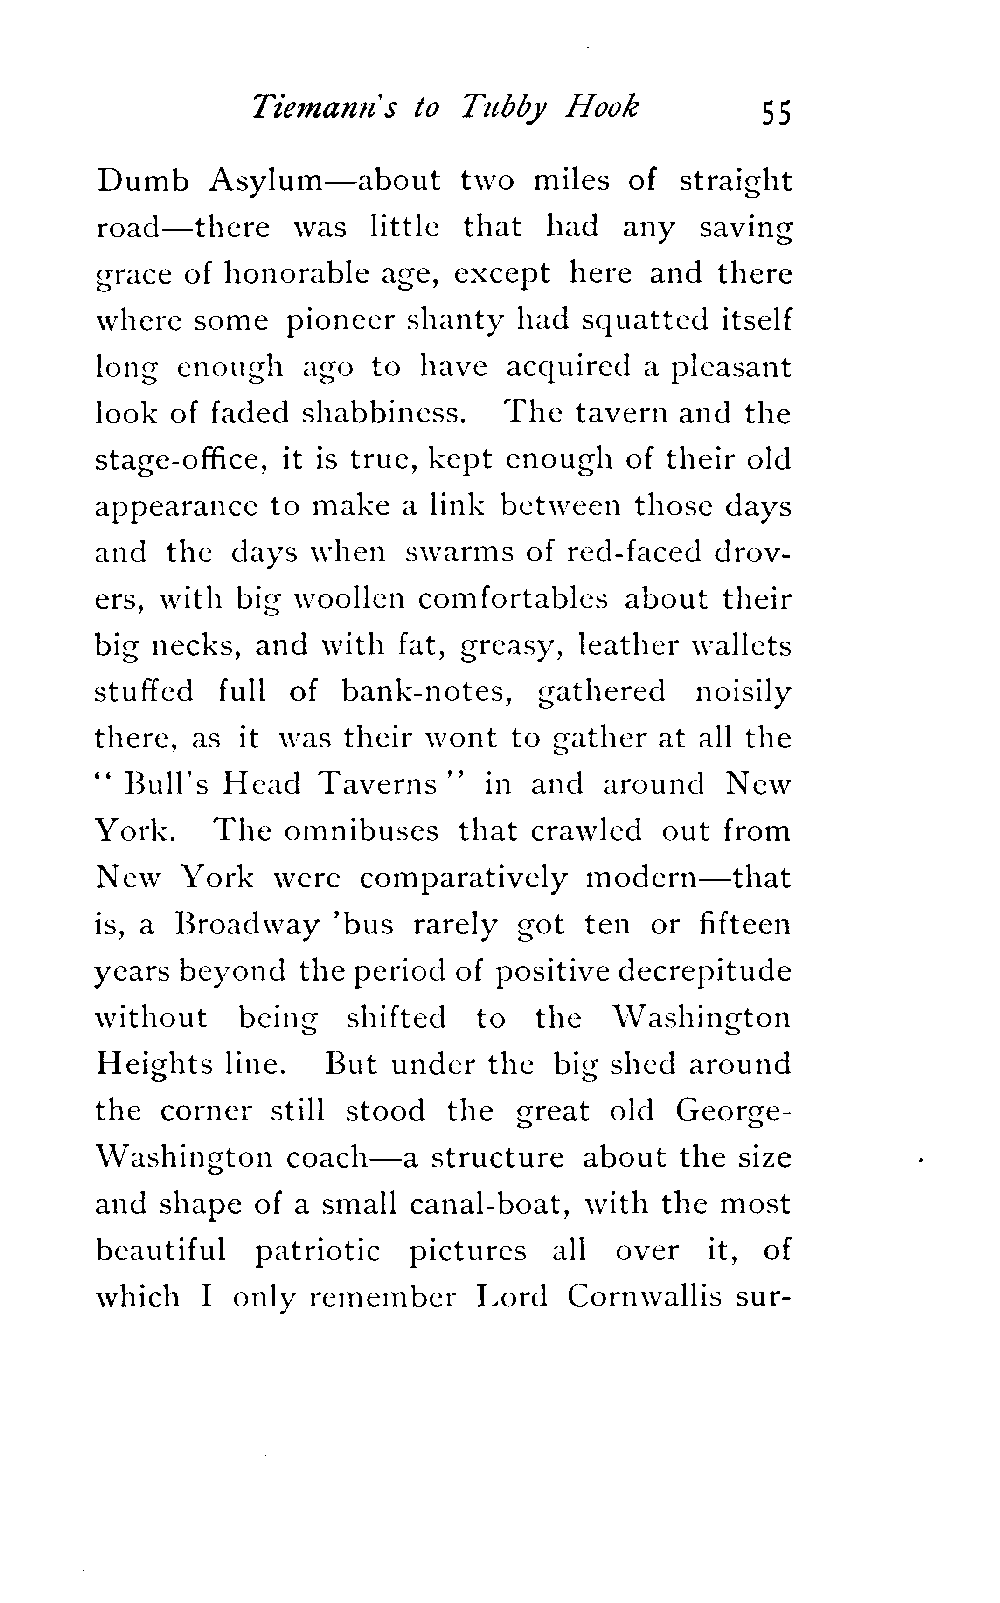 Tiemann's to Tubby Hook 55
Dumb Asylum—about two miles of straight
road—there was little that had any saving
grace of honorable age, except here and there
where some pioneer shanty had squatted itself
long enough ago to have acquired a pleasant
look of faded shabbiness. The tavern and the
stage-office, it is true, kept enough of their old
appearance to make a link between those days
and the days when swarms of red-faced drov-
ers, with big woollen comfortables about their
big necks, and with fat, greasy, leather wallets
stuffed full of bank-notes, gathered noisily
there, as it was their wont to gather at all the
“ Bull's Head Taverns ” in and around New
York. The omnibuses that crawled out from
New York were comparatively modern—that
is, a Broadway 'bus rarely got ten or fifteen
years beyond the period of positive decrepitude
without being shifted to the Washington
Heights line. But under the big shed around
the corner still stood the great old George-
Washington coach—a structure about the size
and shape of a small canal-boat, with the most
beautiful patriotic pictures all over it, of
which I only remember Lord Cornwallis sur-